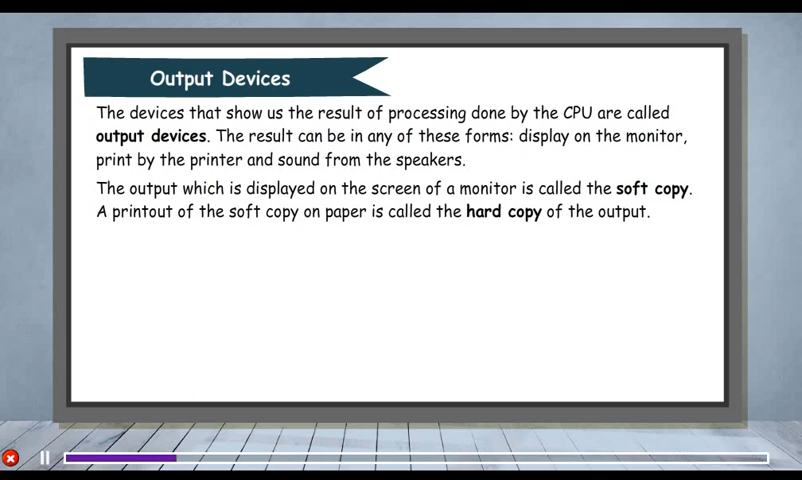 Output Devices
The devices that show us the result of processing done by the CPU are called
output devices. The result can be in any of these forms: display on the monitor,
print by the printer and sound from the speakers.
The output which is displayed on the screen of a monitor is called the soft copy.
A printout of the soft copy on paper is called the hard copy of the output.